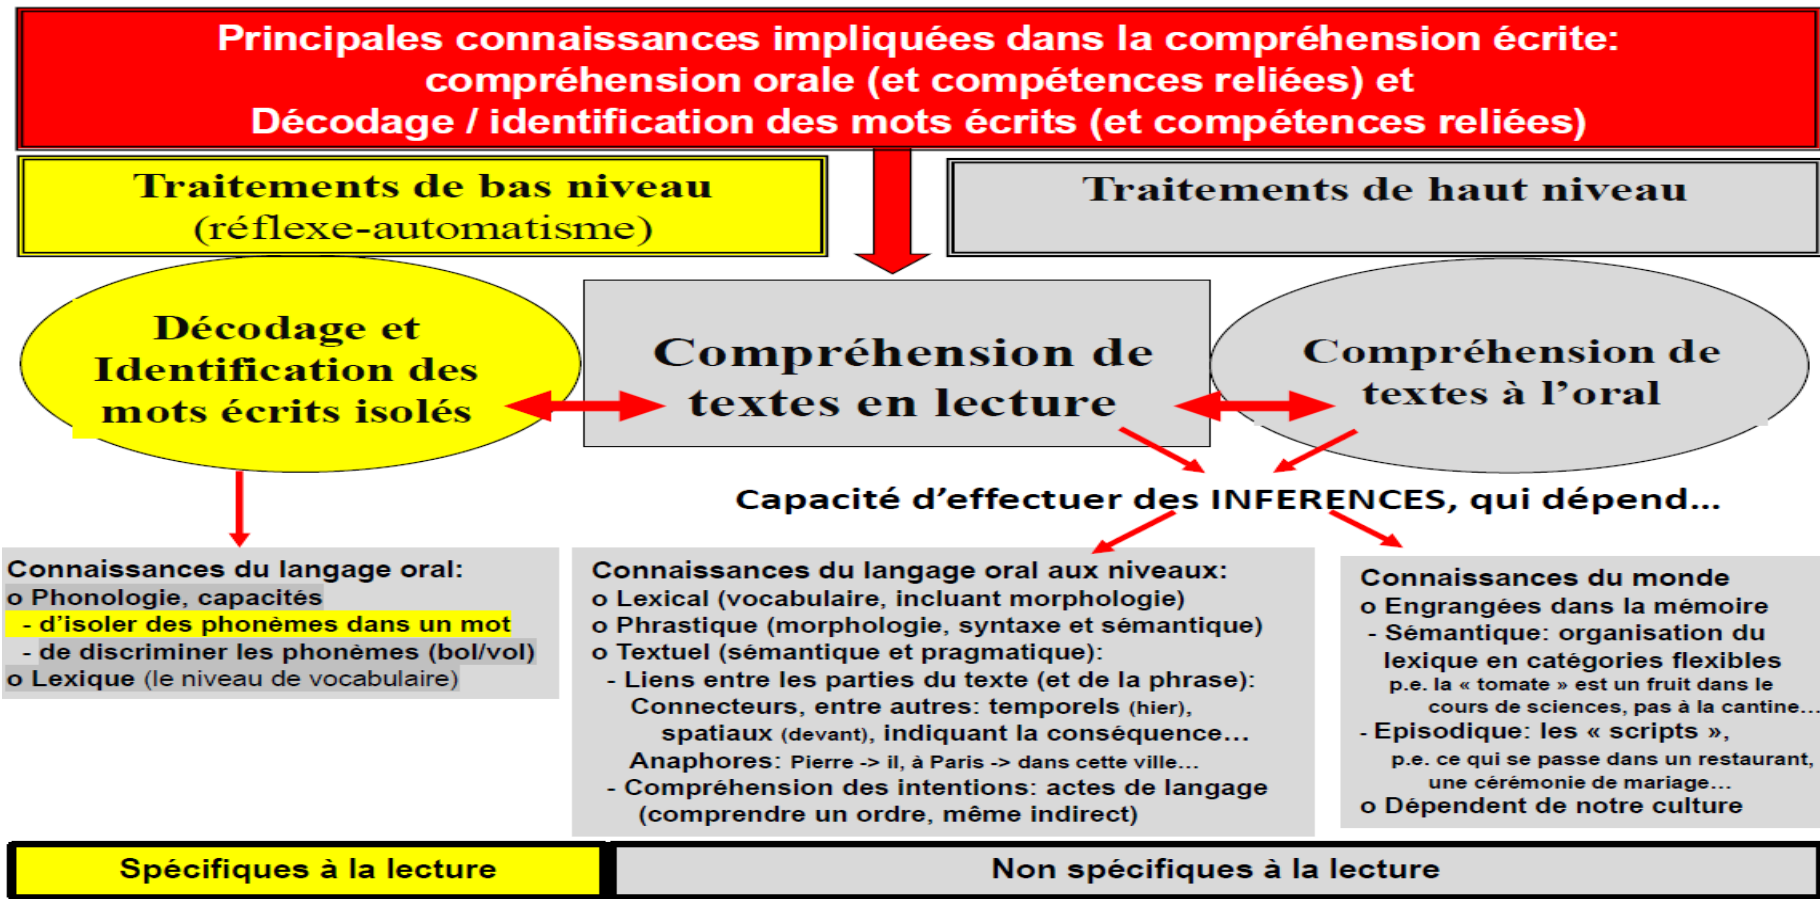 Principales connaissances impliquées dans la compréhension écrite:
compréhension orale (et compétences reliées) et
Décodage / identification des mots écrits (et compétences reliées)
Traitements de bas niveau
(réflexe-automatisme)
Traitements de haut niveau
Décodage et
Identification des
mots écrits isolés
Compréhension de
textes en lecture
Compréhension de
textes à l’oral
Capacité d’effectuer des INFERENCES, qui dépend…
Connaissances du langage oral:
o Phonologie, capacités
- d’isoler des phonèmes dans un mot
- de discriminer les phonèmes (bol/vol)
o Lexique (le niveau de vocabulaire)
Connaissances du langage oral aux niveaux:
o Lexical (vocabulaire, incluant morphologie)
o Phrastique (morphologie, syntaxe et sémantique)
o Textuel (sémantique et pragmatique):
- Liens entre les parties du texte (et de la phrase):
Connecteurs, entre autres: temporels (hier),
spatiaux (devant), indiquant la conséquence…
Anaphores: Pierre -> il, à Paris -> dans cette ville…
- Compréhension des intentions: actes de langage
(comprendre un ordre, même indirect)
Connaissances du monde
o Engrangées dans la mémoire
- Sémantique: organisation du
lexique en catégories flexibles
p.e. la « tomate » est un fruit dans le
cours de sciences, pas à la cantine…
- Episodique: les « scripts »,
p.e. ce qui se passe dans un restaurant,
une cérémonie de mariage…
o Dépendent de notre culture
Spécifiques à la lecture
Non spécifiques à la lecture